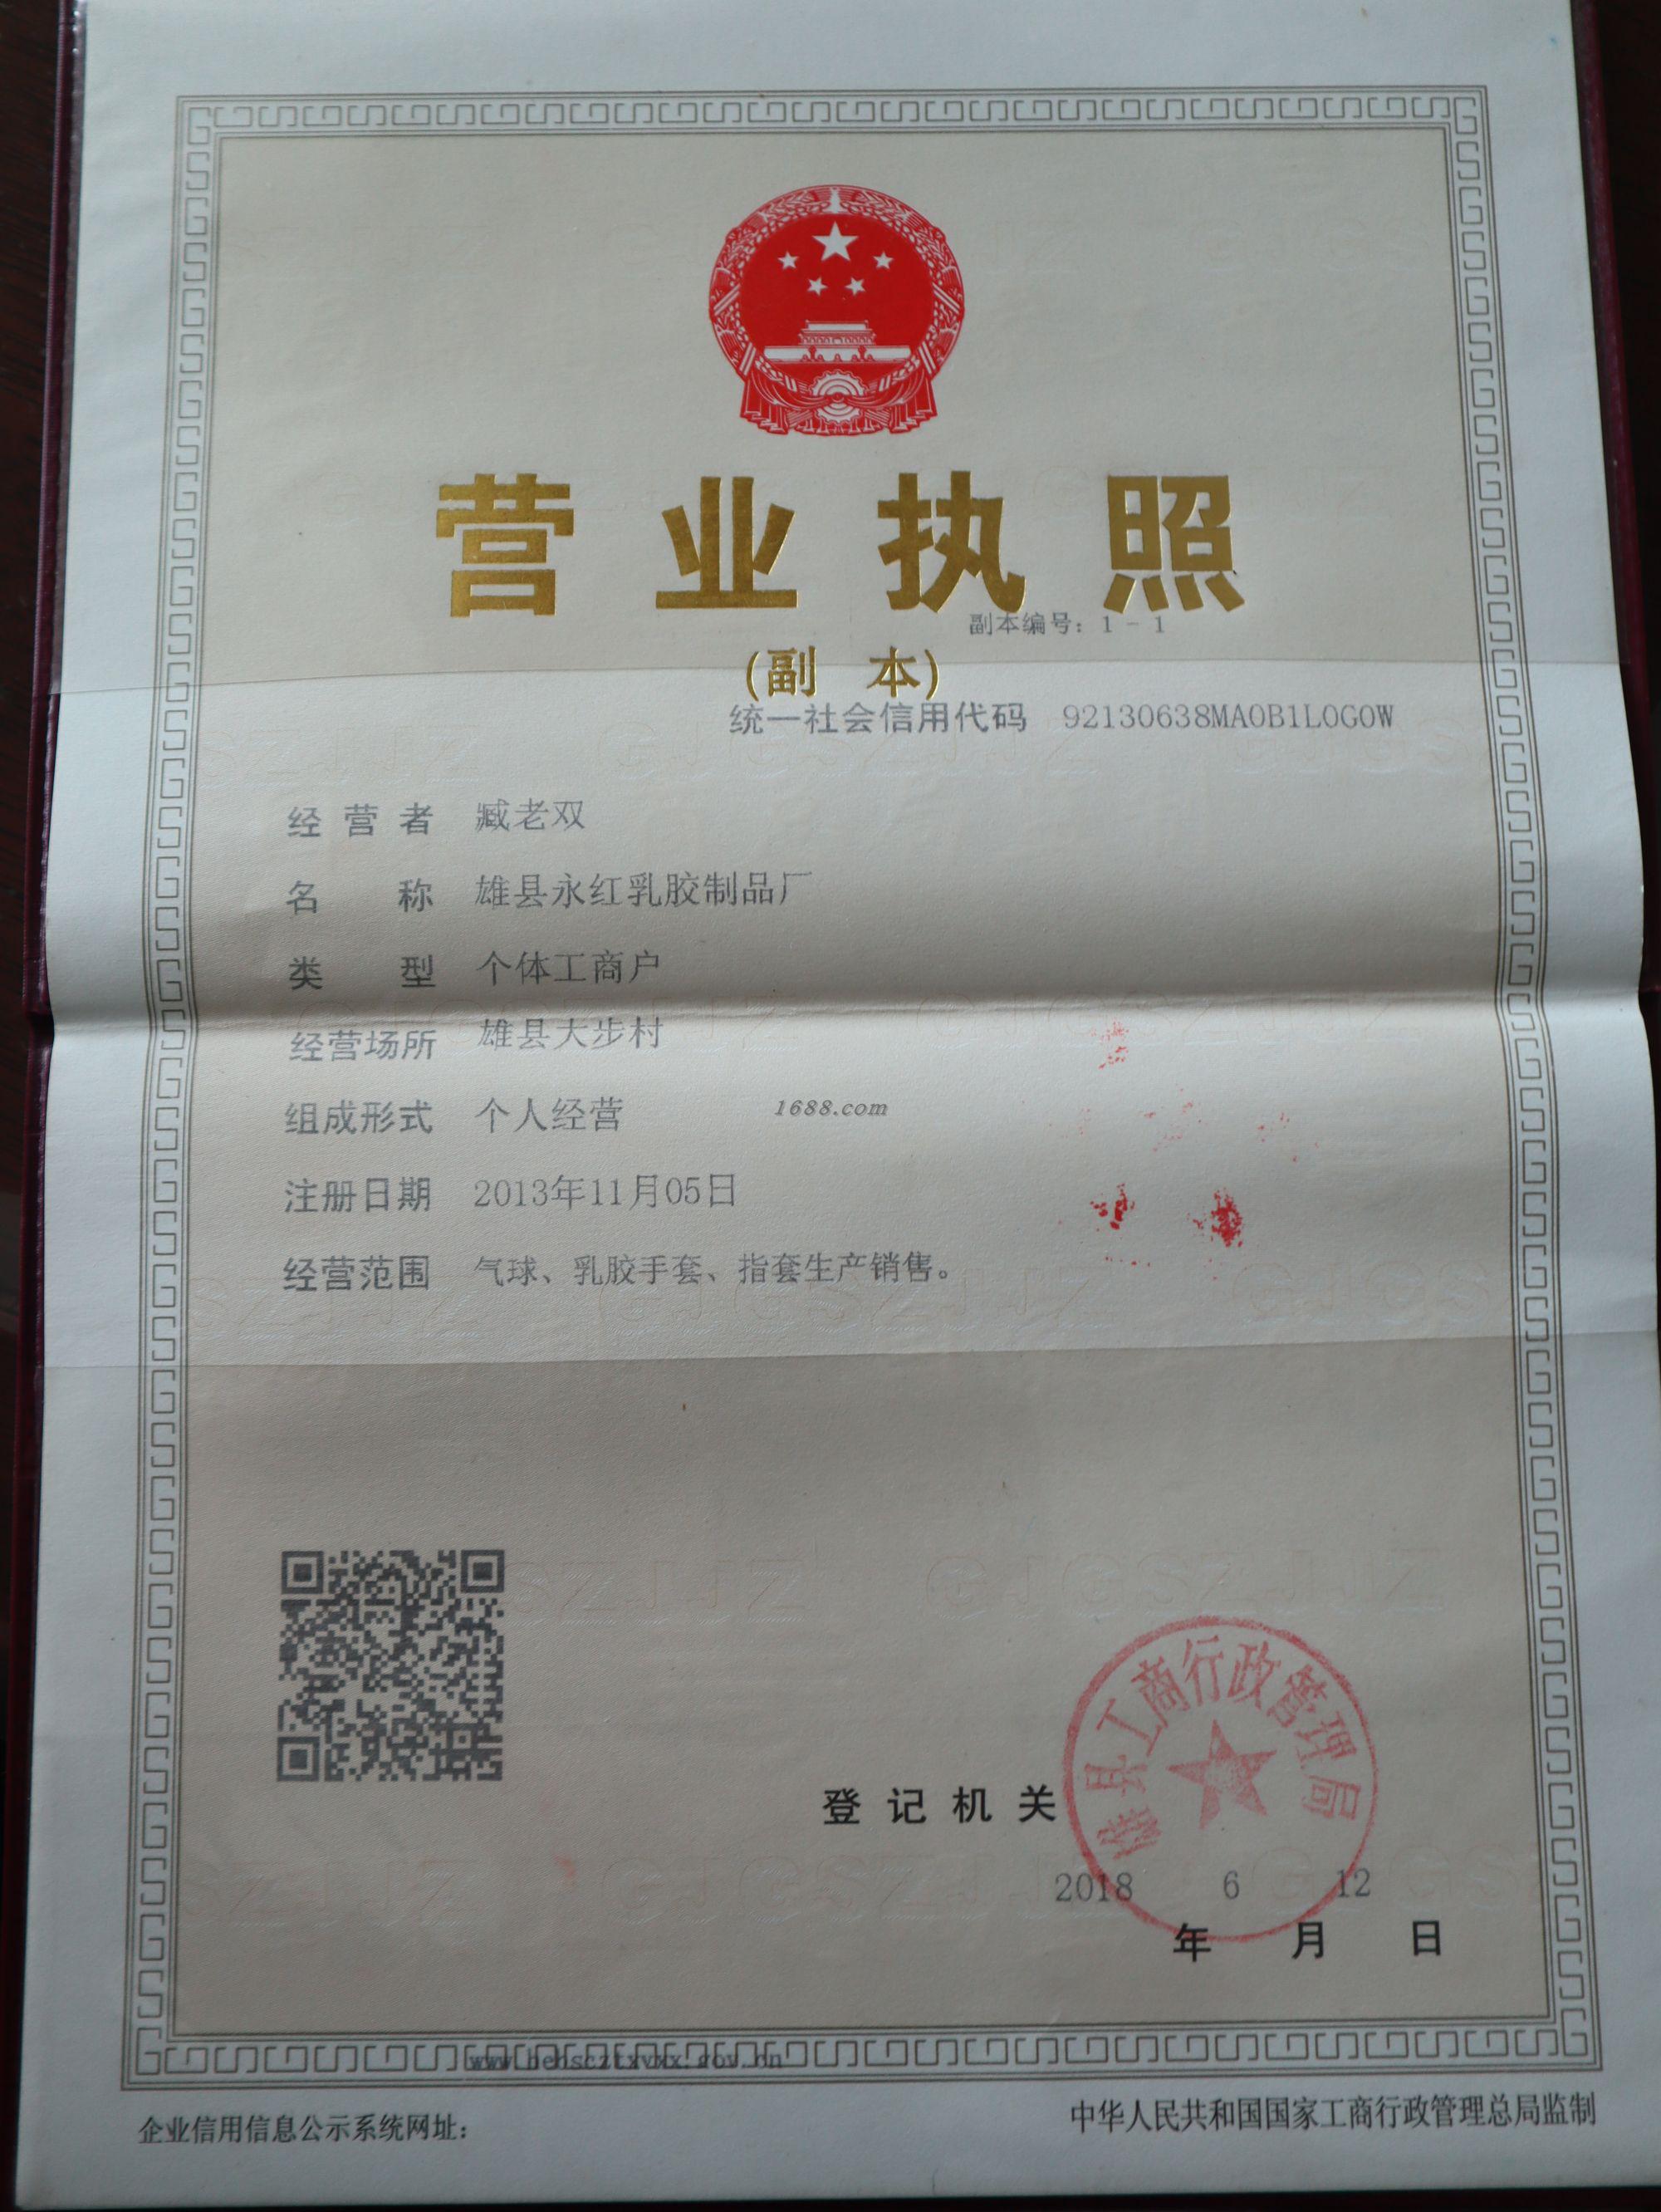 营业执照
副本编号：1－1
(副 本)
统一社会信用代码 92130638MA0B1L0G0W
经营者 臧老双
名称 雄县永红乳胶制品厂
类型 个体工商户
经营场所 雄县大步村
组成形式 个人经营
1688.com
注册日期 2013年11月05日
经营范围 气球、乳胶手套、指套生产销售。
雄县工商行政管理局
登记机关
2018 6 12
年 月 日
www.hebscztxyxx.gov.cn
企业信用信息公示系统网址：
中华人民共和国国家工商行政管理总局监制